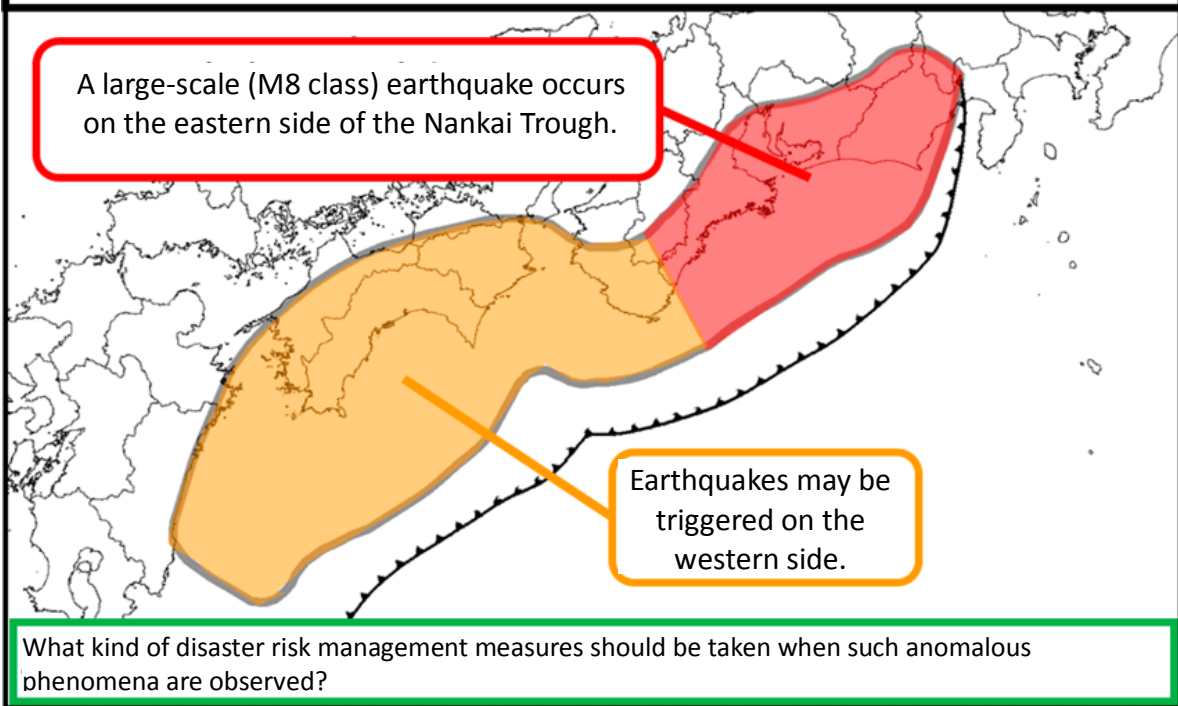 A large-scale (M8 class) earthquake occurs
on the eastern side of the Nankai Trough.
Earthquakes may be
triggered on the
western side.
What kind of disaster risk management measures should be taken when such anomalous
phenomena are observed?